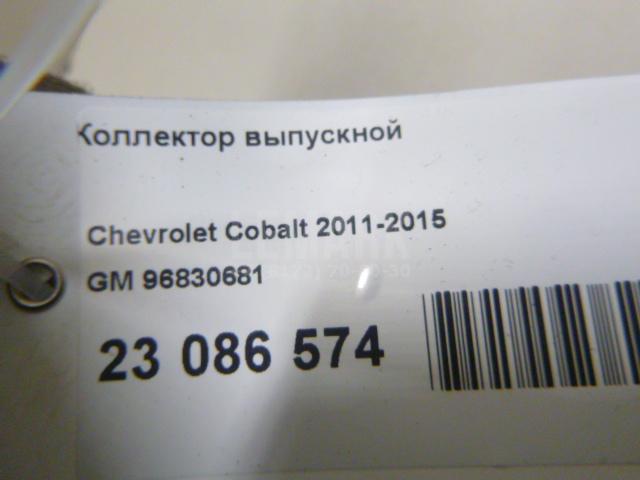 Коллектор выпускной
Chevrolet Cobalt 2011-2015
GM 96830681
23 086 574